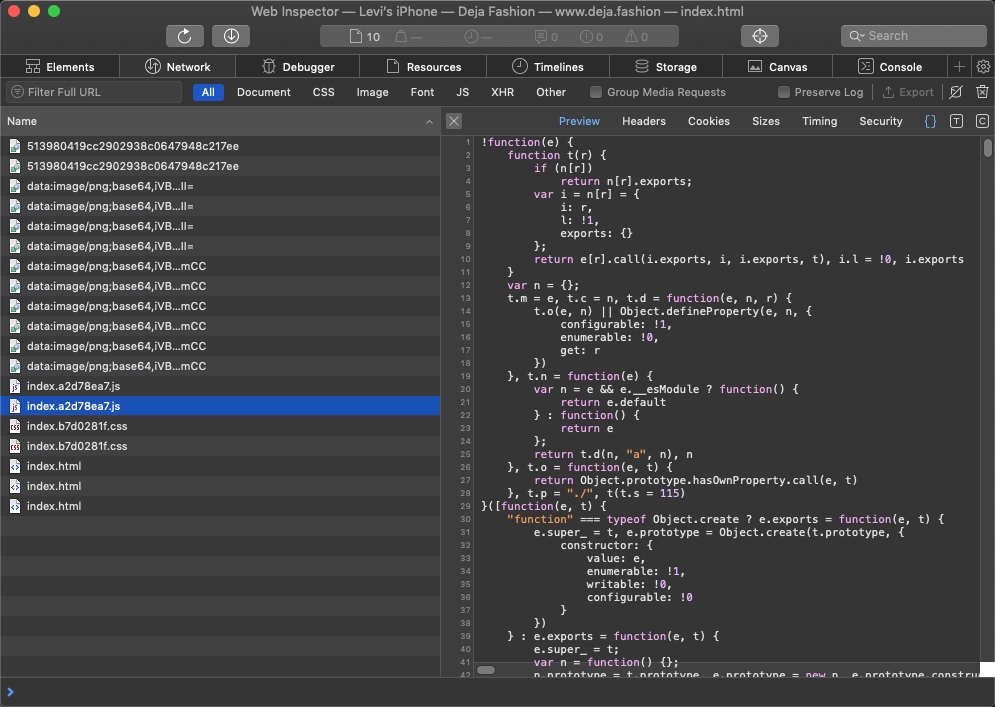 Web Inspector — Levi's iPhone — Deja Fashion — www.deja.fashion — index.html
10 — — 0 0 0 Search
Elements Network Debugger Resources Timelines Storage Canvas Console
Filter Full URL All Document CSS Image Font JS XHR Other Group Media Requests Preserve Log Export
Name Preview Headers Cookies Sizes Timing Security {} T C
513980419cc2902938c0647948c217ee
513980419cc2902938c0647948c217ee
data:image/png;base64,iVB…II=
data:image/png;base64,iVB…II=
data:image/png;base64,iVB…II=
data:image/png;base64,iVB…II=
data:image/png;base64,iVB…mCC
data:image/png;base64,iVB…mCC
data:image/png;base64,iVB…mCC
data:image/png;base64,iVB…mCC
data:image/png;base64,iVB…mCC
data:image/png;base64,iVB…mCC
index.a2d78ea7.js
index.a2d78ea7.js
index.b7d0281f.css
index.b7d0281f.css
index.html
index.html
index.html
1 !function(e) {
2 function t(r) {
3 if (n[r])
4 return n[r].exports;
5 var i = n[r] = {
6 i: r,
7 l: !1,
8 exports: {}
9 };
10 return e[r].call(i.exports, i, i.exports, t), i.l = !0, i.exports
11 }
12 var n = {};
13 t.m = e, t.c = n, t.d = function(e, n, r) {
14 t.o(e, n) || Object.defineProperty(e, n, {
15 configurable: !1,
16 enumerable: !0,
17 get: r
18 })
19 }, t.n = function(e) {
20 var n = e && e.__esModule ? function() {
21 return e.default
22 } : function() {
23 return e
24 };
25 return t.d(n, "a", n), n
26 }, t.o = function(e, t) {
27 return Object.prototype.hasOwnProperty.call(e, t)
28 }, t.p = "./", t(t.s = 115)
29 }([function(e, t) {
30 "function" === typeof Object.create ? e.exports = function(e, t) {
31 e.super_ = t, e.prototype = Object.create(t.prototype, {
32 constructor: {
33 value: e,
34 enumerable: !1,
35 writable: !0,
36 configurable: !0
37 }
38 })
39 } : e.exports = function(e, t) {
40 e.super_ = t;
41 var n = function() {};
42 n.prototype = t.prototype, e.prototype = new n, e.prototype.constru